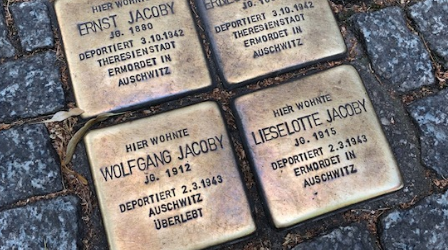 HIER WOHNTE
ERNST JACOBY
JG. 1880
DEPORTIERT 3.10.1942
THERESIENSTADT
ERMORDET IN
AUSCHWITZ
DEPORTIERT 3.10.1942
THERESIENSTADT
ERMORDET IN
AUSCHWITZ
HIER WOHNTE
WOLFGANG JACOBY
JG. 1912
DEPORTIERT 2.3.1943
AUSCHWITZ
ÜBERLEBT
HIER WOHNTE
LIESELOTTE JACOBY
JG. 1915
DEPORTIERT 2.3.1943
ERMORDET IN
AUSCHWITZ